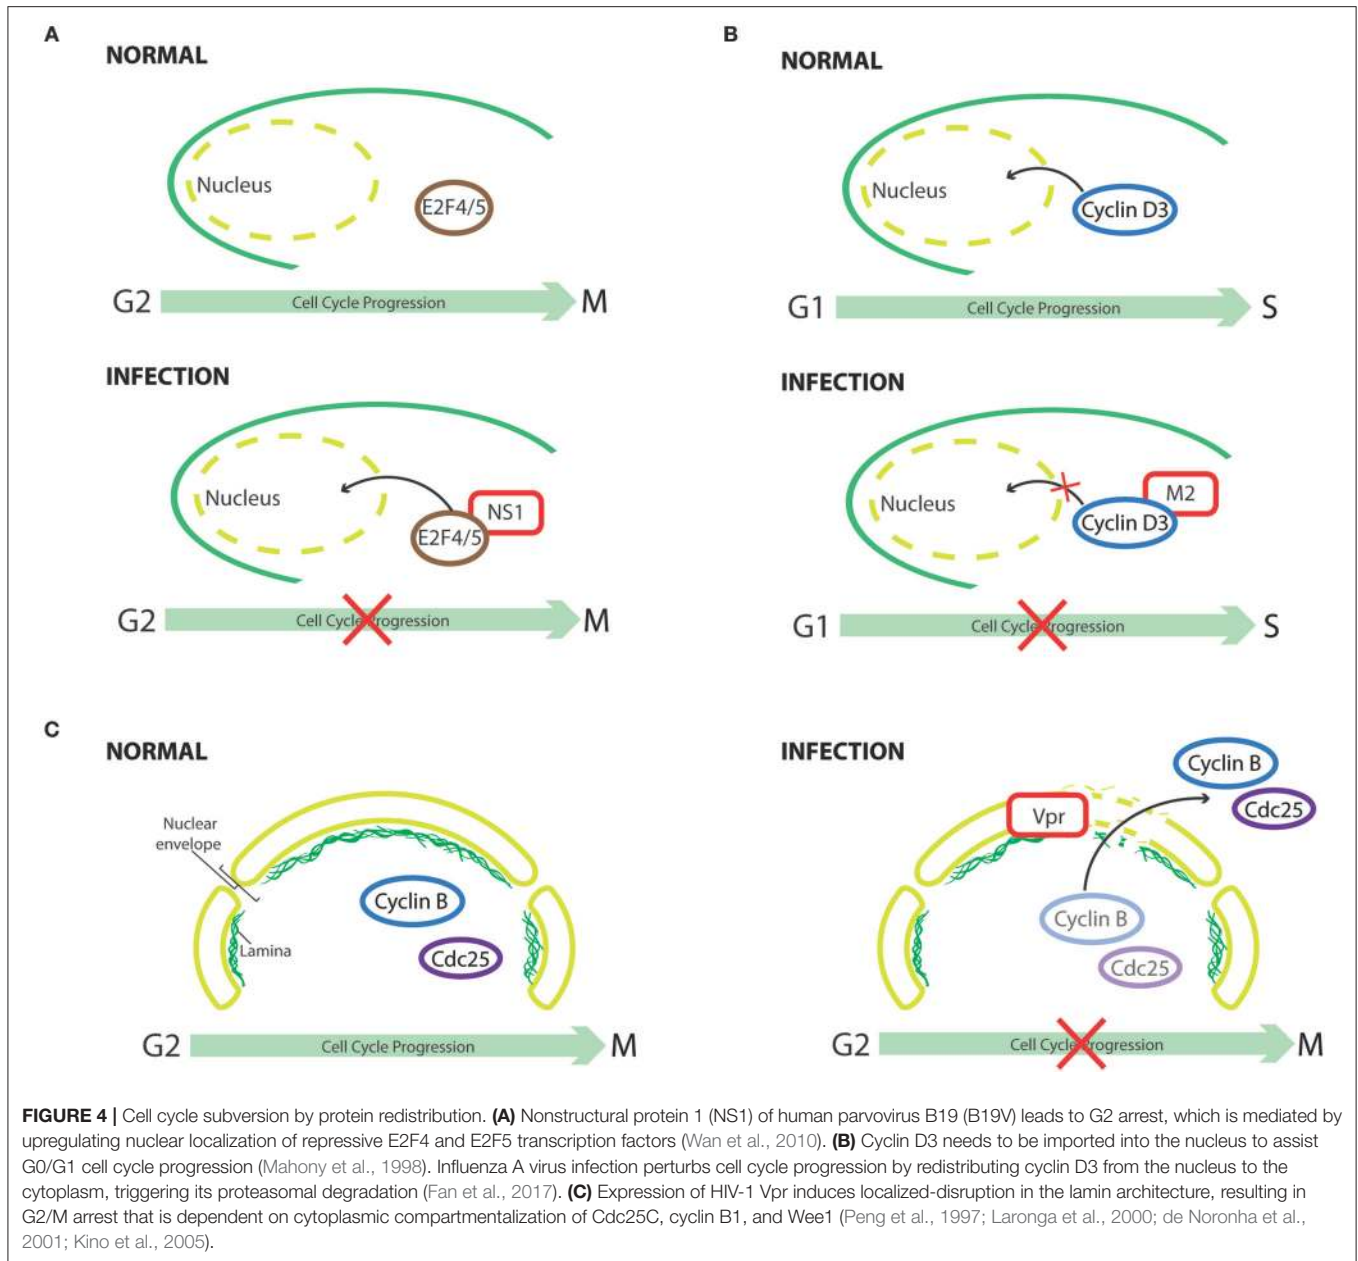 A
NORMAL
Nucleus
E2F4/5
G2
Cell Cycle Progression
M
INFECTION
Nucleus
NS1
E2F4/5
G2
Cell Cycle Progression
M
B
NORMAL
Nucleus
Cyclin D3
G1
Cell Cycle Progression
S
INFECTION
Nucleus
M2
Cyclin D3
G1
Cell Cycle Progression
S
C
NORMAL
Nuclear
envelope
Cyclin B
Lamina
Cdc25
G2
Cell Cycle Progression
M
INFECTION
Cyclin B
Cdc25
Vpr
Cyclin B
Cdc25
G2
Cell Cycle Progression
M
FIGURE 4 | Cell cycle subversion by protein redistribution. (A) Nonstructural protein 1 (NS1) of human parvovirus B19 (B19V) leads to G2 arrest, which is mediated by
upregulating nuclear localization of repressive E2F4 and E2F5 transcription factors (Wan et al., 2010). (B) Cyclin D3 needs to be imported into the nucleus to assist
G0/G1 cell cycle progression (Mahony et al., 1998). Influenza A virus infection perturbs cell cycle progression by redistributing cyclin D3 from the nucleus to the
cytoplasm, triggering its proteasomal degradation (Fan et al., 2017). (C) Expression of HIV-1 Vpr induces localized-disruption in the lamin architecture, resulting in
G2/M arrest that is dependent on cytoplasmic compartmentalization of Cdc25C, cyclin B1, and Wee1 (Peng et al., 1997; Laronga et al., 2000; de Noronha et al.,
2001; Kino et al., 2005).